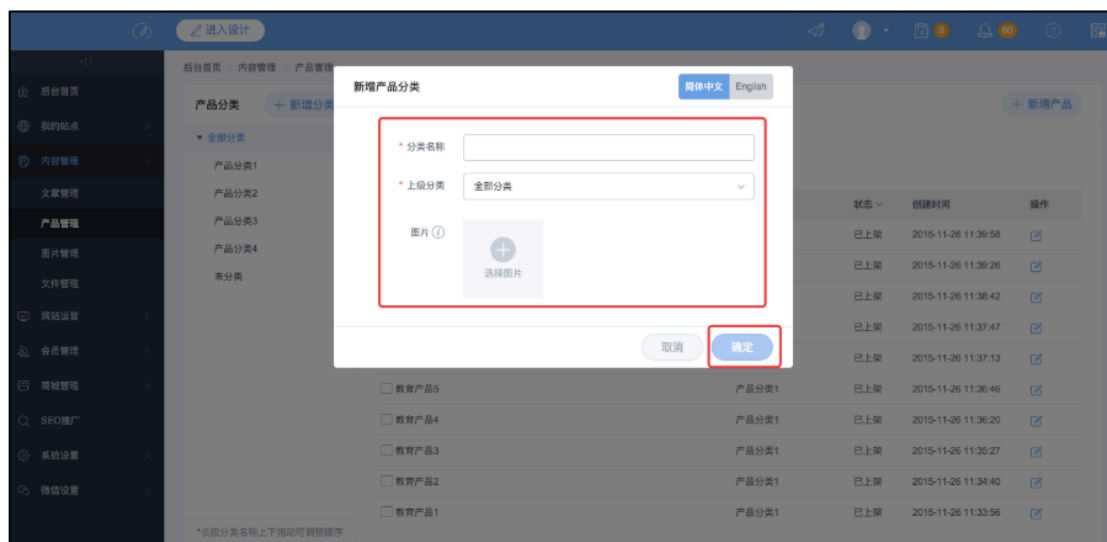 进入设计
0
60
后台首页 内容管理 产品管理
后台首页
我的站点
内容管理
文章管理
产品管理
图片管理
文件管理
网站运营
会员管理
商城管理
SEO推广
系统设置
微信设置
产品分类 + 新增分类
全部分类
产品分类1
产品分类2
产品分类3
产品分类4
未分类
*长按分类名称上下拖动可调整顺序
新增产品分类 简体中文 English
* 分类名称
* 上级分类 全部分类
图片
选择图片
取消 确定
+ 新增产品
状态 创建时间 操作
已上架 2015-11-26 11:39:58
已上架 2015-11-26 11:39:26
已上架 2015-11-26 11:38:42
已上架 2015-11-26 11:37:47
已上架 2015-11-26 11:37:13
教育产品5 产品分类1 已上架 2015-11-26 11:36:46
教育产品4 产品分类1 已上架 2015-11-26 11:36:20
教育产品3 产品分类1 已上架 2015-11-26 11:35:27
教育产品2 产品分类1 已上架 2015-11-26 11:34:40
教育产品1 产品分类1 已上架 2015-11-26 11:33:56